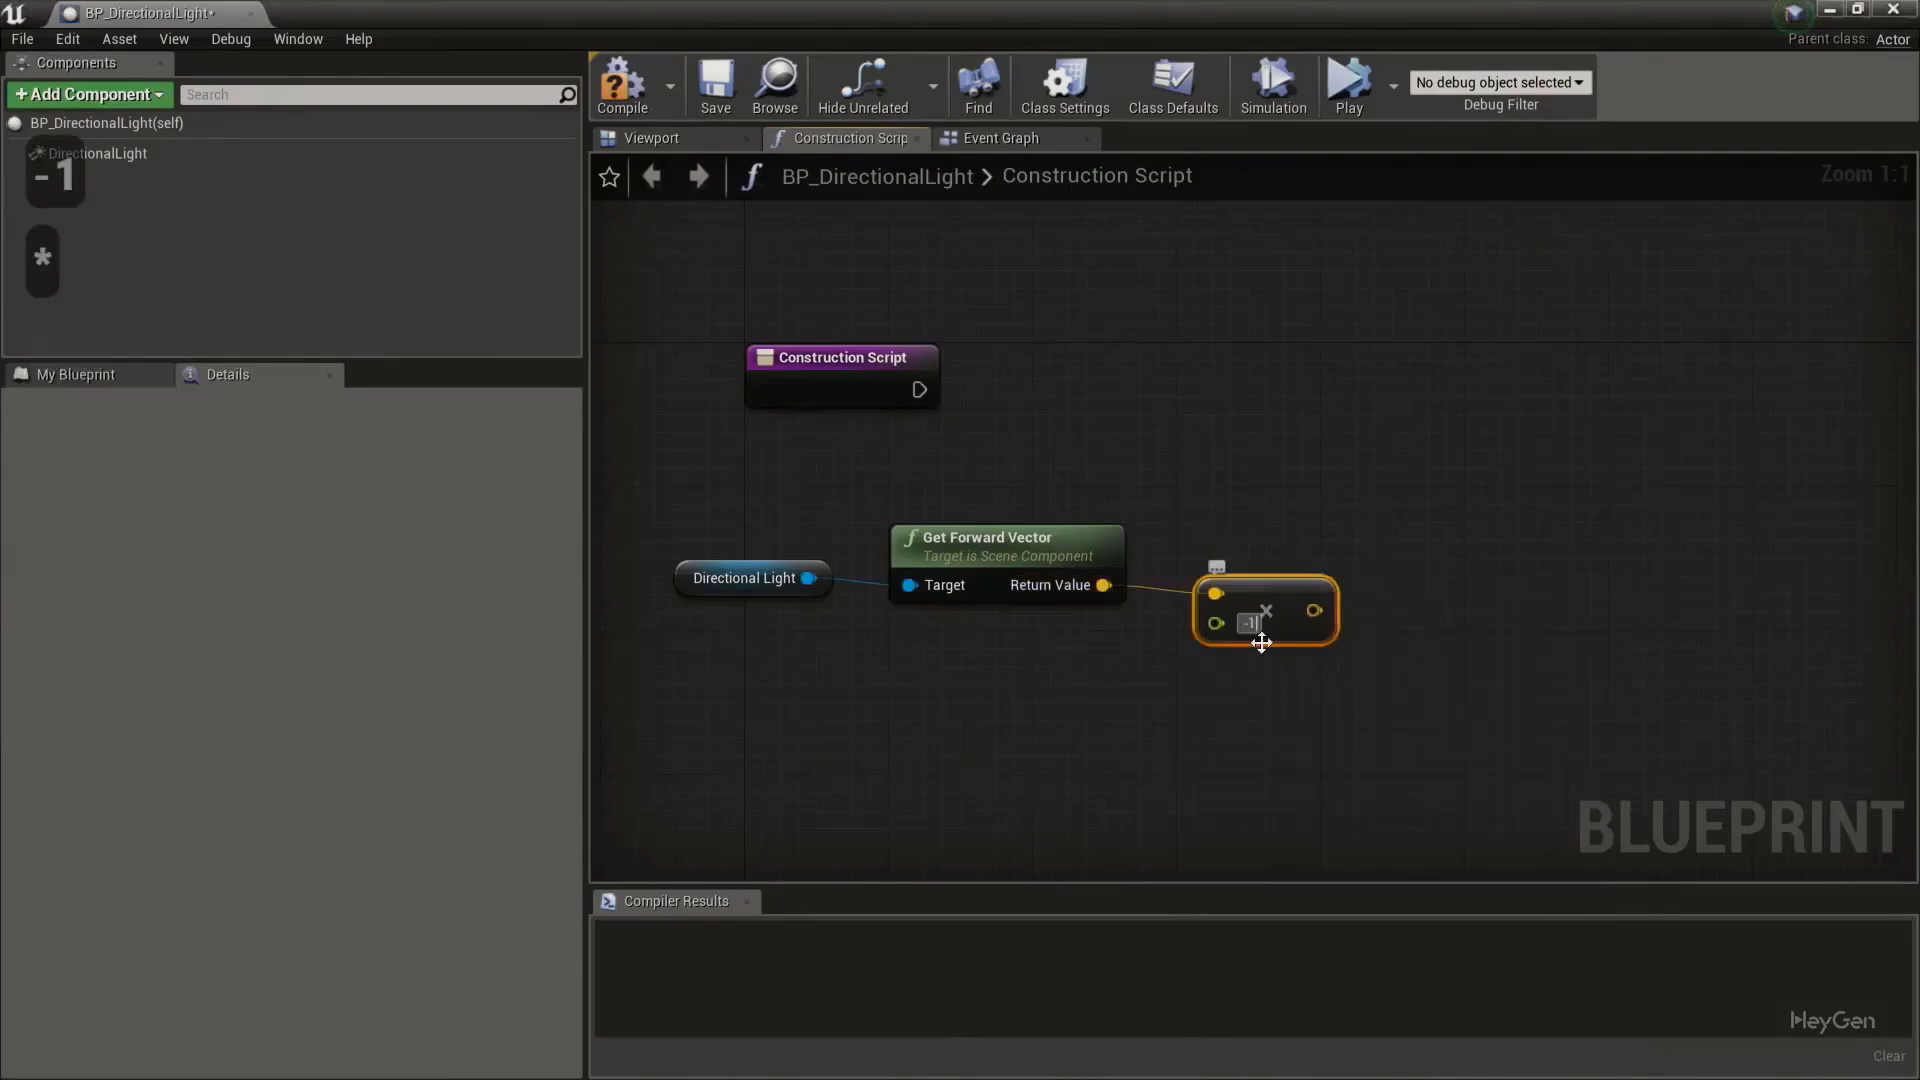 BP_DirectionalLight*
File Edit Asset View Debug Window Help
Parent class: Actor
Components
+Add Component
Search
BP_DirectionalLight(self)
DirectionalLight
-1
*
My Blueprint
Details
Compile
Save
Browse
Hide Unrelated
Find
Class Settings
Class Defaults
Simulation
Play
No debug object selected
Debug Filter
Viewport
Construction Scrip
Event Graph
f BP_DirectionalLight > Construction Script
Zoom 1:1
Construction Script
Directional Light
f Get Forward Vector
Target is Scene Component
Target Return Value
-1
BLUEPRINT
Compiler Results
HeyGen
Clear